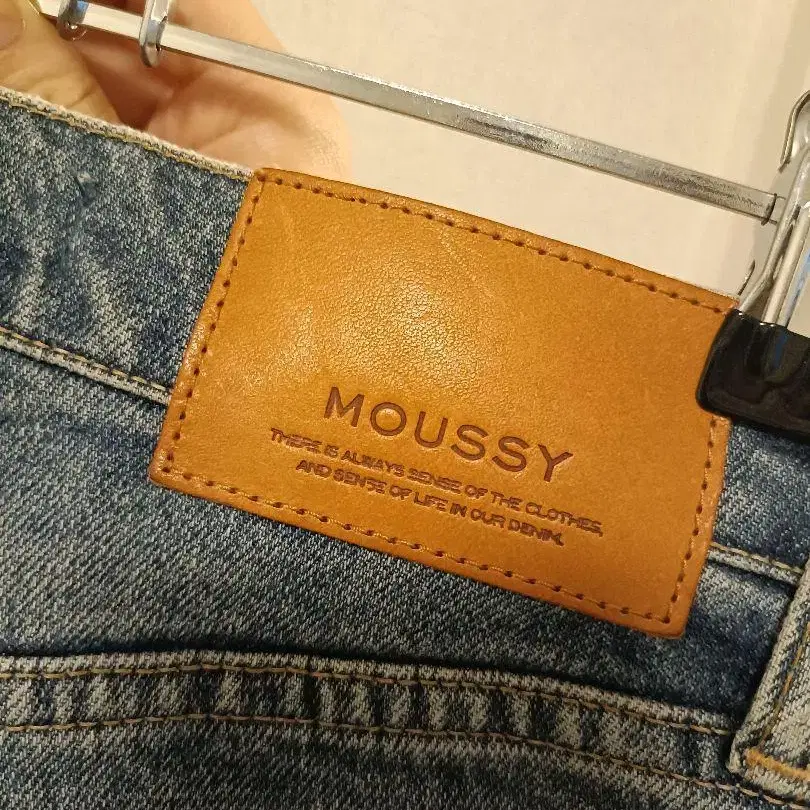 MOUSSY
THERE IS ALWAYS SENSE OF THE CLOTHES,
AND SENSE OF LIFE IN OUR DENIM.